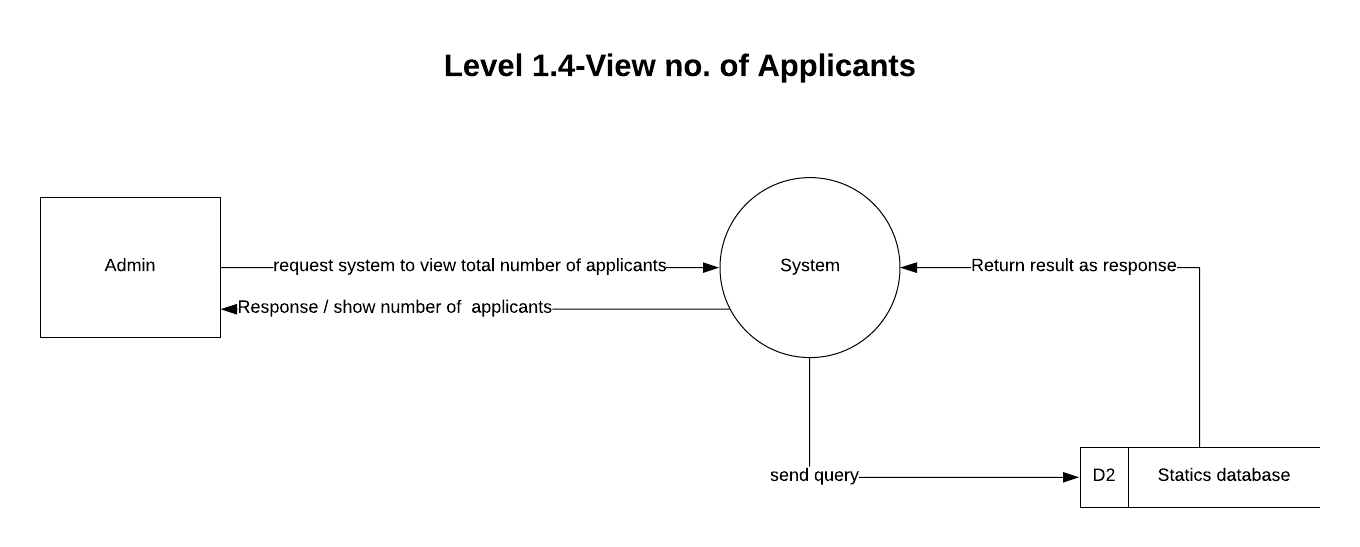 Level 1.4-View no. of Applicants
Admin
request system to view total number of applicants
System
Return result as response
Response / show number of  applicants
send query
D2
Statics database